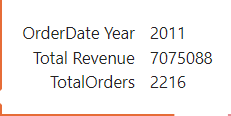 OrderDate Year 2011
Total Revenue 7075088
TotalOrders 2216